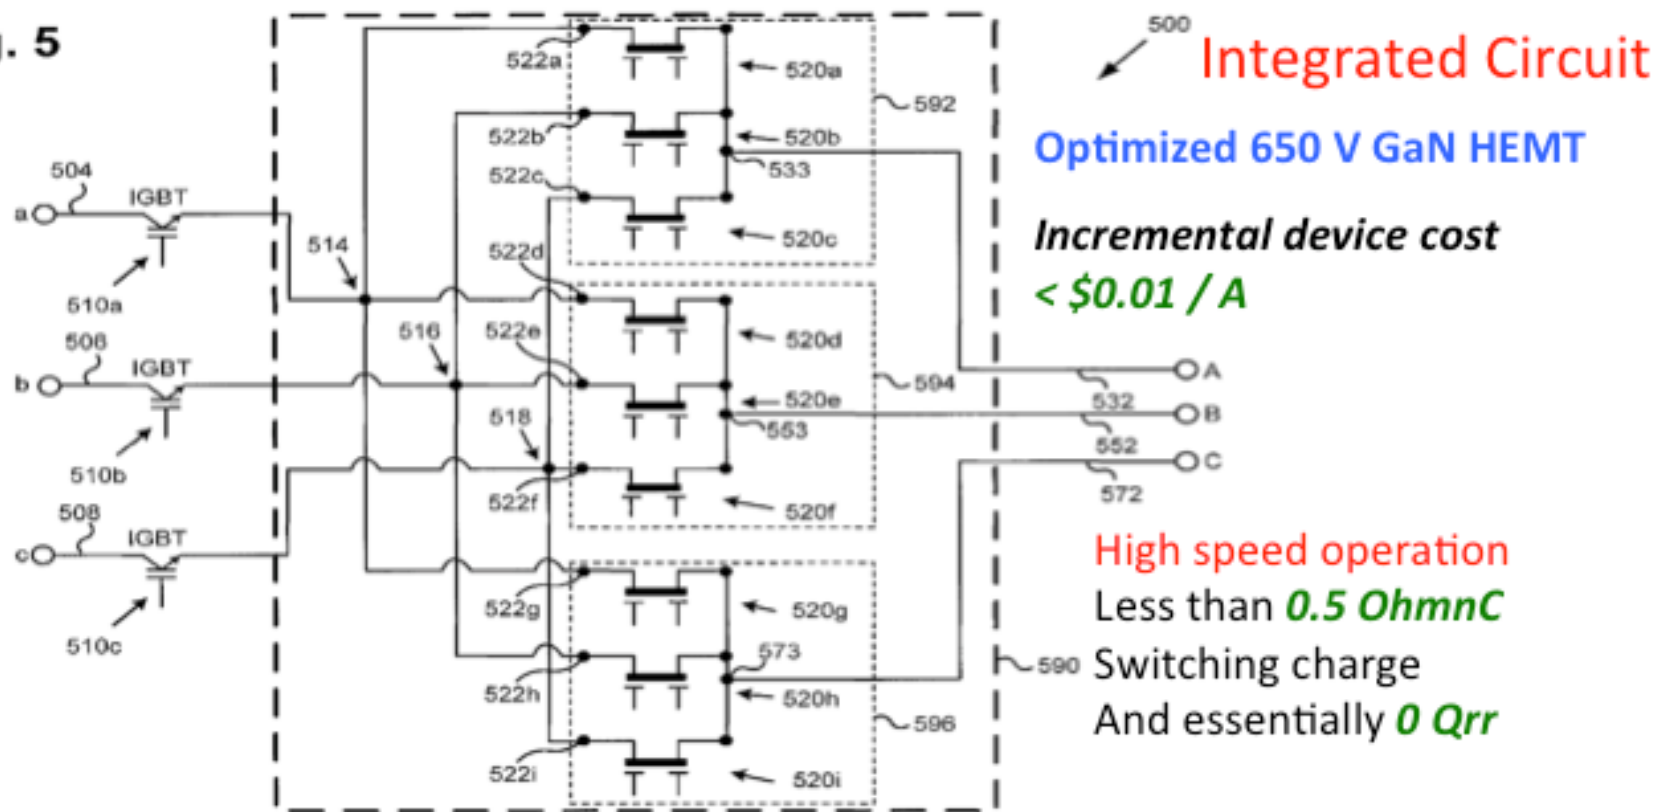 . 5
500
Integrated Circuit
522a
520a
592
Optimized 650 V GaN HEMT
522b
520b
533
504
IGBT
522c
a
Incremental device cost
514
522d
520c
< $0.01 / A
510a
506
516
522e
520d
IGBT
A
b
594
520e
532
B
518
553
552
510b
C
522f
572
508
520f
IGBT
c
High speed operation
522g
520g
Less than 0.5 OhmnC
510c
573
590
Switching charge
522h
520h
And essentially 0 Qrr
596
522i
520i